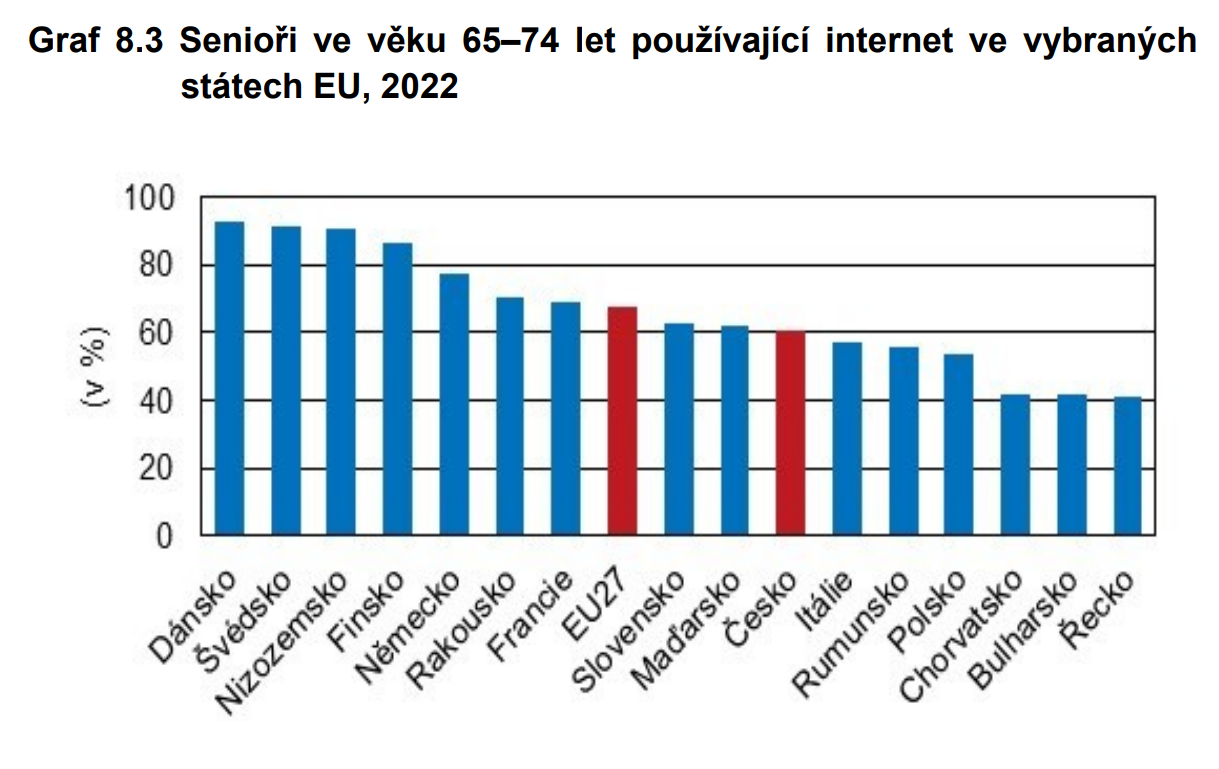 Graf 8.3 Senioři ve věku 65–74 let používající internet ve vybraných
státech EU, 2022
100
80
60
40
20
0
(v %)
Dánsko
Švédsko
Nizozemsko
Finsko
Německo
Rakousko
Francie
EU27
Slovensko
Maďarsko
Česko
Itálie
Rumunsko
Polsko
Chorvatsko
Bulharsko
Řecko